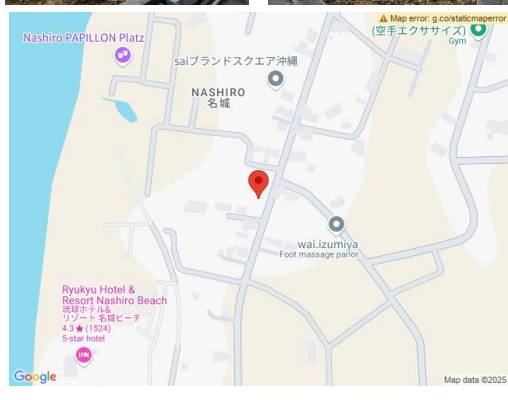 Map error: g.co/staticmaperror
(空手エクササイズ)
Gym
Nashiro PAPILLON Platz
saiブランドスクエア沖縄
NASHIRO
名城
wai.izumiya
Foot massage parlor
Ryukyu Hotel &
Resort Nashiro Beach
琉球ホテル&
リゾート 名城ビーチ
4.3★(1524)
5-star hotel
Google
Map data ©2025